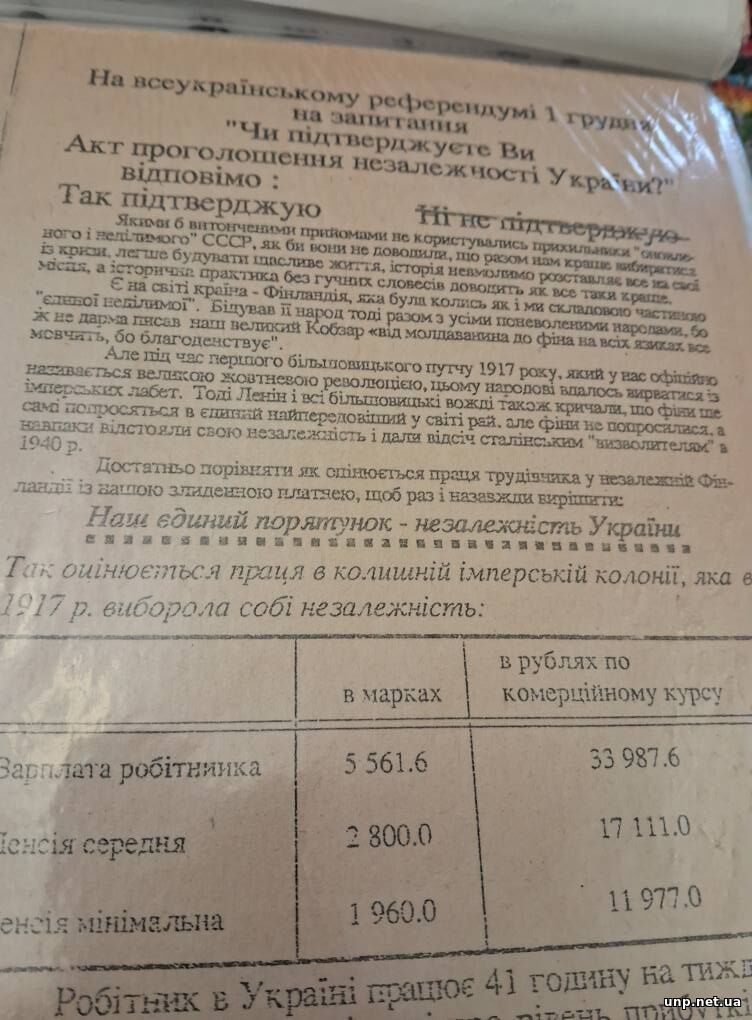 На всеукраїнському референдумі 1 грудня
на запитання
"Чи підтверджуєте Ви
Акт проголошення незалежності України?"
відповімо :
Так підтверджую Ні не підтверджую
Якими б витонченими прийомами не користувались прихильники "оновле-
ного і неділимого" СССР, як би вони не доводили, що разом нам краще вибиратися
із кризи, легше будувати щасливе життя, історія невмолимо розставляє все на свої
місця, а історична практика без гучних словесів доводить як все таки краще.
Є на світі країна - Фінландія, яка була колись як і ми складовою частиною
"єдиної неділимої". Бідував її народ тоді разом з усіми поневоленими народами, бо
ж не дарма писав наш великий Кобзар «від молдаванина до фіна на всіх язиках все
мовчить, бо благоденствує".
Але під час першого більшовицького путчу 1917 року, який у нас офіційно
називається великою жовтневою революцією, цьому народові вдалось вирватися із
імперських лабет. Тоді Ленін і всі більшовицькі вожді також кричали, що фіни ще
самі попросяться в єдиний найпередовіший у світі рай, але фіни не попросилися, а
навпаки відстояли свою незалежність і дали відсіч сталінським "визволителям" в
1940 р.
Достатньо порівняти як оцінюється праця трудівника у незалежній Фін-
ландії із нашою злиденною платнею, щоб раз і назавжди вирішити:
Наш єдиний порятунок - незалежність України
Так оцінюється праця в колишній імперській колонії, яка в
1917 р. виборола собі незалежність:
в марках в рублях по
комерційному курсу
Зарплата робітника 5 561.6 33 987.6
Пенсія середня 2 800.0 17 111.0
енсія мінімальна 1 960.0 11 977.0
Робітник в Україні працює 41 годину на тижд
рівень прибутків
unp.net.ua